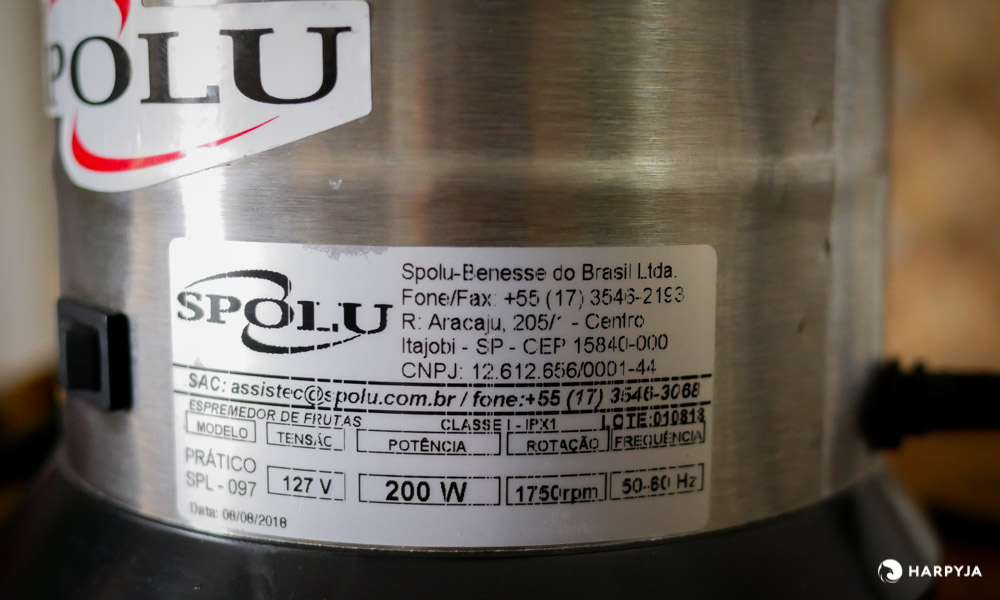 SPOLU
SPOLU
Spolu-Benesse do Brasil Ltda.
Fone/Fax: +55 (17) 3546-2193
R: Aracaju, 205/1 - Centro
Itajobi - SP - CEP 15840-000
CNPJ: 12.612.656/0001-44
SAC: assistec@spolu.com.br / fone:+55 (17) 3546-3068
ESPREMEDOR DE FRUTAS CLASSE I - IPX1 LOTE:010818
MODELO TENSÃO POTÊNCIA ROTAÇÃO FREQUÊNCIA
PRÁTICO
SPL - 097 127 V 200 W 1750rpm 50-60 Hz
Data: 08/08/2018
HARPYJA